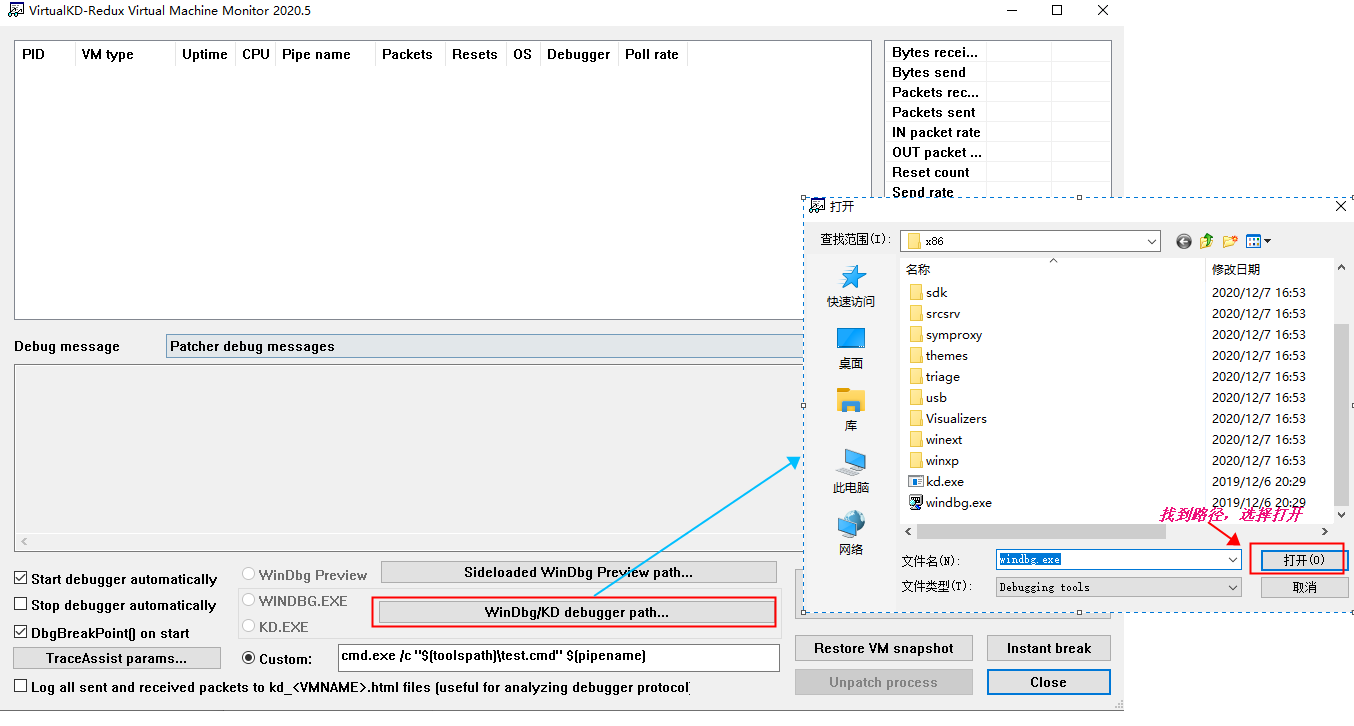 VirtualKD-Redux Virtual Machine Monitor 2020.5
PID VM type Uptime CPU Pipe name Packets Resets OS Debugger Poll rate
Bytes recei...
Bytes send
Packets rec...
Packets sent
IN packet rate
OUT packet ...
Reset count
Send rate
Debug message Patcher debug messages
打开
查找范围(I): x86
快速访问
桌面
库
此电脑
网络
名称 修改日期
sdk 2020/12/7 16:53
srcsrv 2020/12/7 16:53
symproxy 2020/12/7 16:53
themes 2020/12/7 16:53
triage 2020/12/7 16:53
usb 2020/12/7 16:53
Visualizers 2020/12/7 16:53
winext 2020/12/7 16:53
winxp 2020/12/7 16:53
kd.exe 2019/12/6 20:29
windbg.exe 2019/12/6 20:29
找到路径，选择打开
文件名(N): windbg.exe 打开(O)
文件类型(T): Debugging tools 取消
Start debugger automatically
Stop debugger automatically
DbgBreakPoint() on start
TraceAssist params...
WinDbg Preview Sideloaded WinDbg Preview path...
WINDBG.EXE
KD.EXE
WinDbg/KD debugger path...
Custom: cmd.exe /c "$(toolspath)\test.cmd" $(pipename)
Log all sent and received packets to kd_<VMNAME>.html files (useful for analyzing debugger protocol)
Restore VM snapshot Instant break
Unpatch process Close